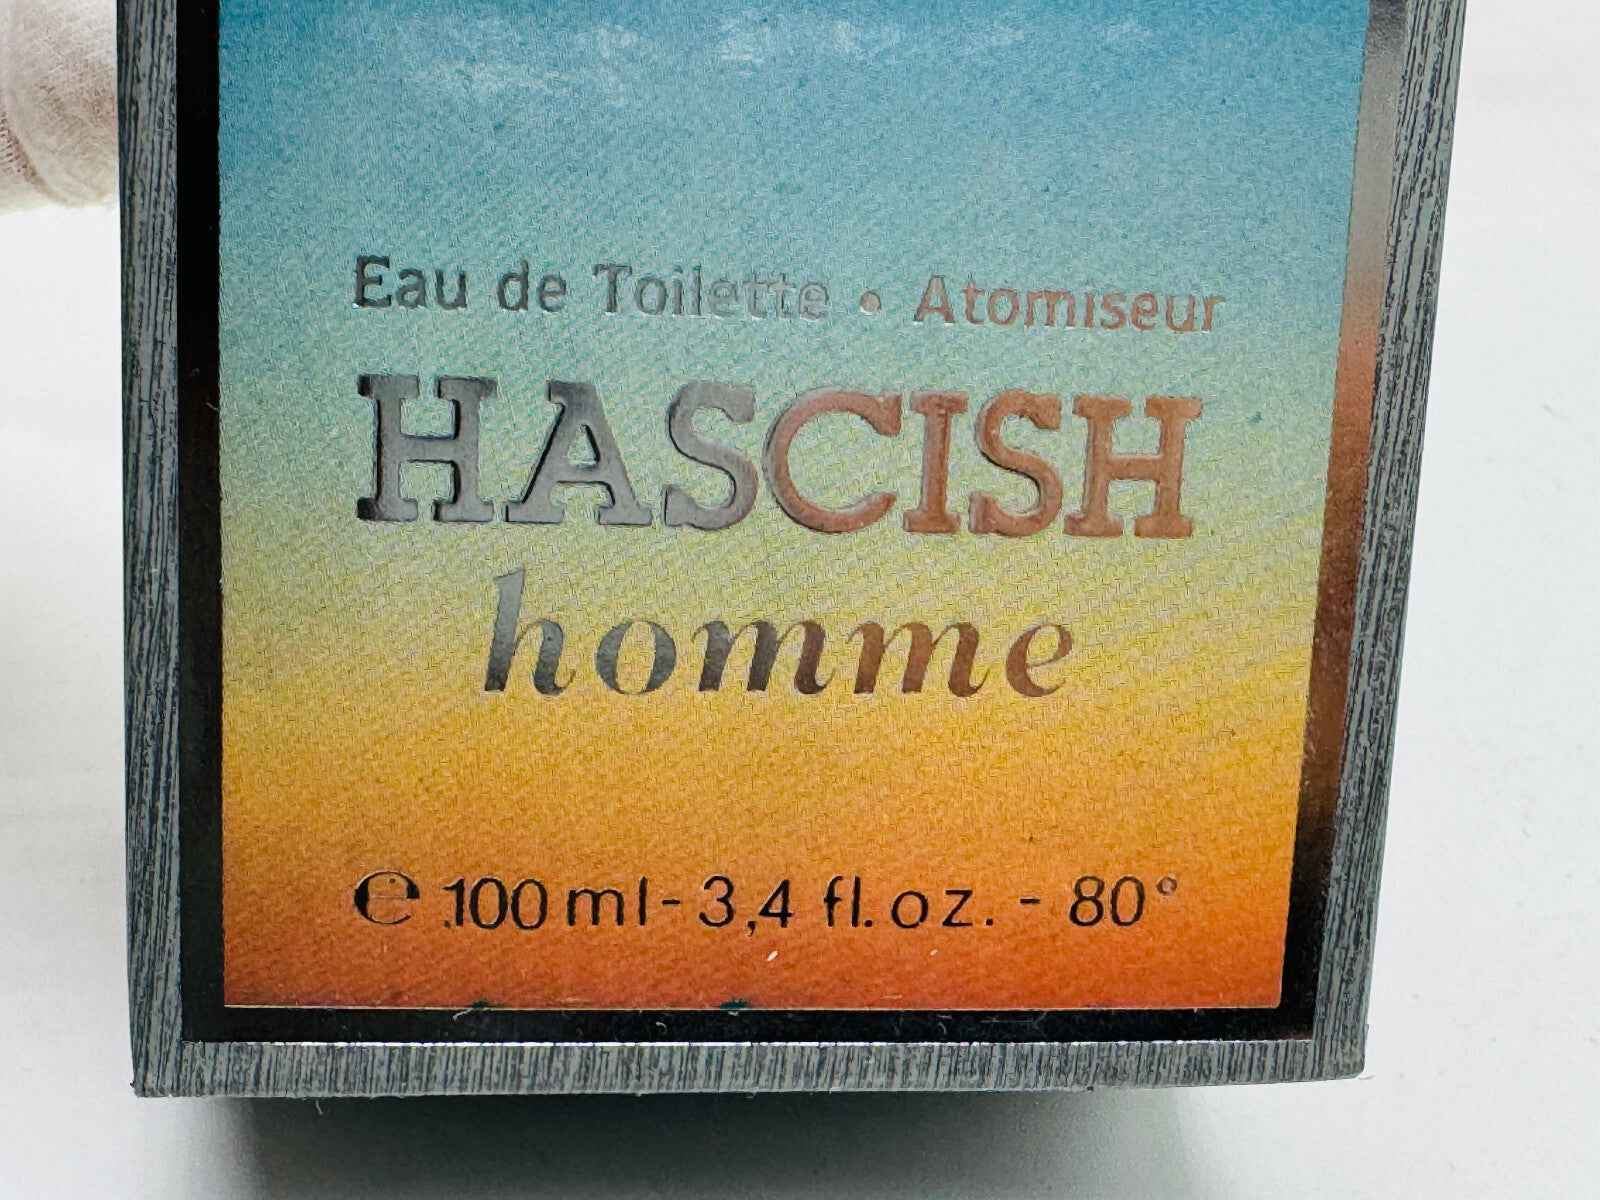 Eau de Toilette • Atomiseur
HASCISH
homme
℮ 100 ml - 3,4 fl. oz. - 80°